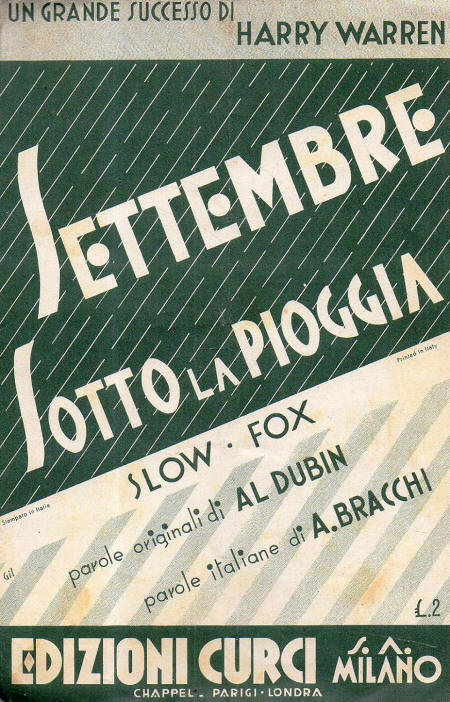 UN GRANDE SUCCESSO DI
HARRY WARREN
SETTEMBRE
SOTTO LA PIOGGIA
Printed in Italy
SLOW - FOX
Stampato in Italia
parole originali di AL DUBIN
Gil
parole italiane di A. BRACCHI
£.2
EDIZIONI CURCI S.A. MILANO
CHAPPEL - PARIGI - LONDRA